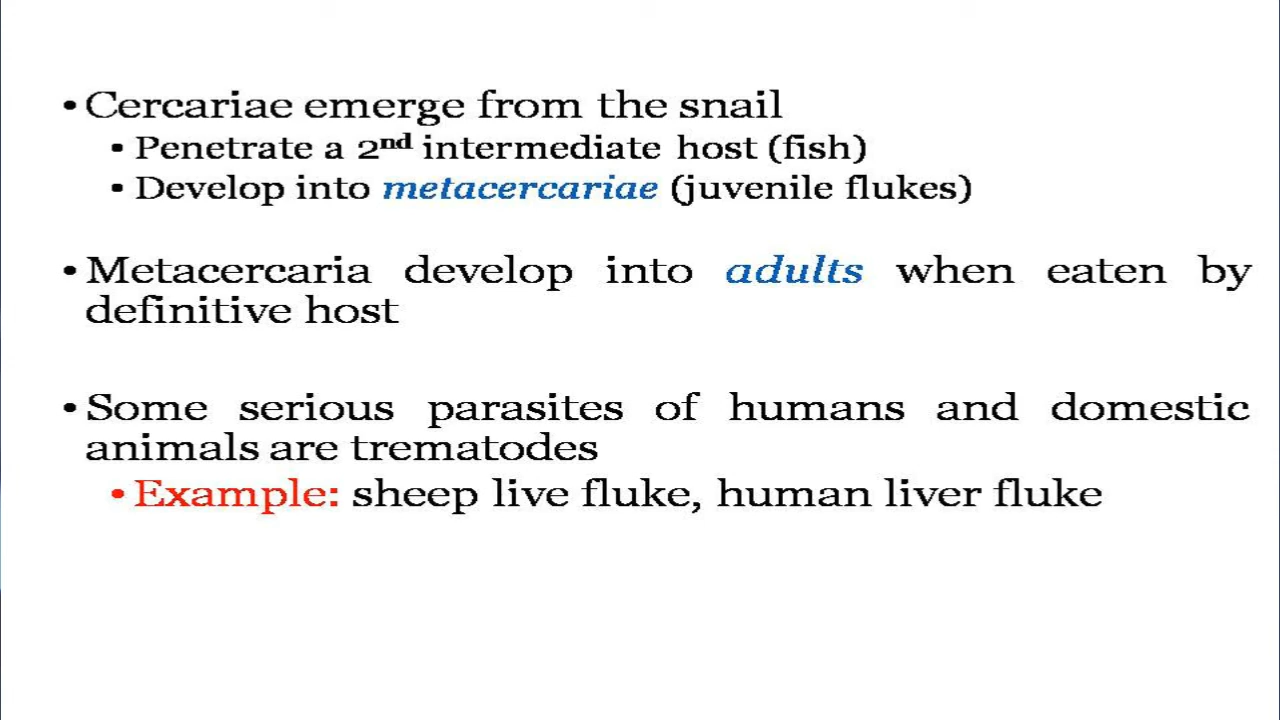 • Cercariae emerge from the snail
• Penetrate a 2nd intermediate host (fish)
• Develop into metacercariae (juvenile flukes)
• Metacercaria develop into adults when eaten by
definitive host
• Some serious parasites of humans and domestic
animals are trematodes
• Example: sheep live fluke, human liver fluke